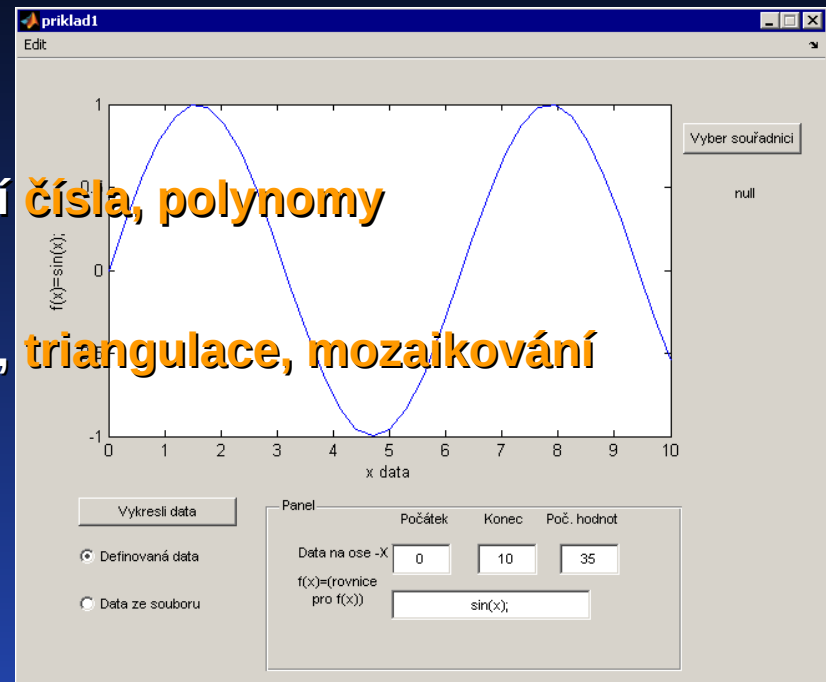 priklad1
Edit
1
Vyber souřadnici
í čísla, polynomy
null
f(x)=sin(x);
0
, triangulace, mozaikování
-1
0 1 2 3 4 5 6 7 8 9 10
x data
Vykresli data
Panel
Počátek Konec Poč. hodnot
Definovaná data
Data na ose -X 0 10 35
f(x)=(rovnice
pro f(x)) sin(x);
Data ze souboru